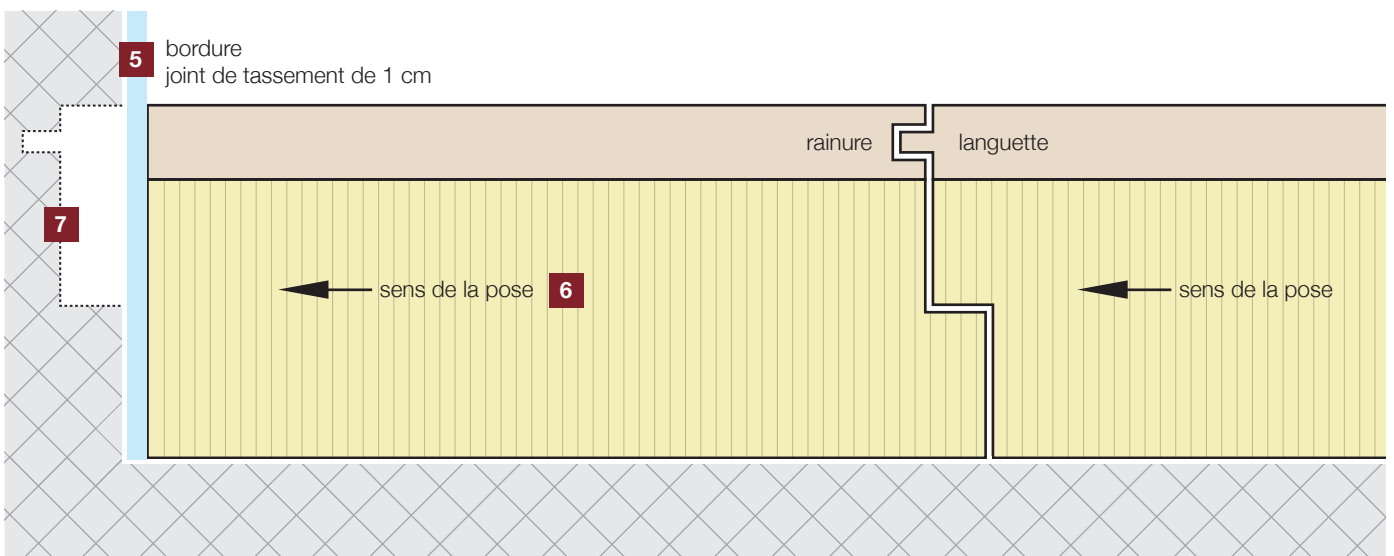 5
bordure
joint de tassement de 1 cm
rainure
languette
7
sens de la pose
6
sens de la pose